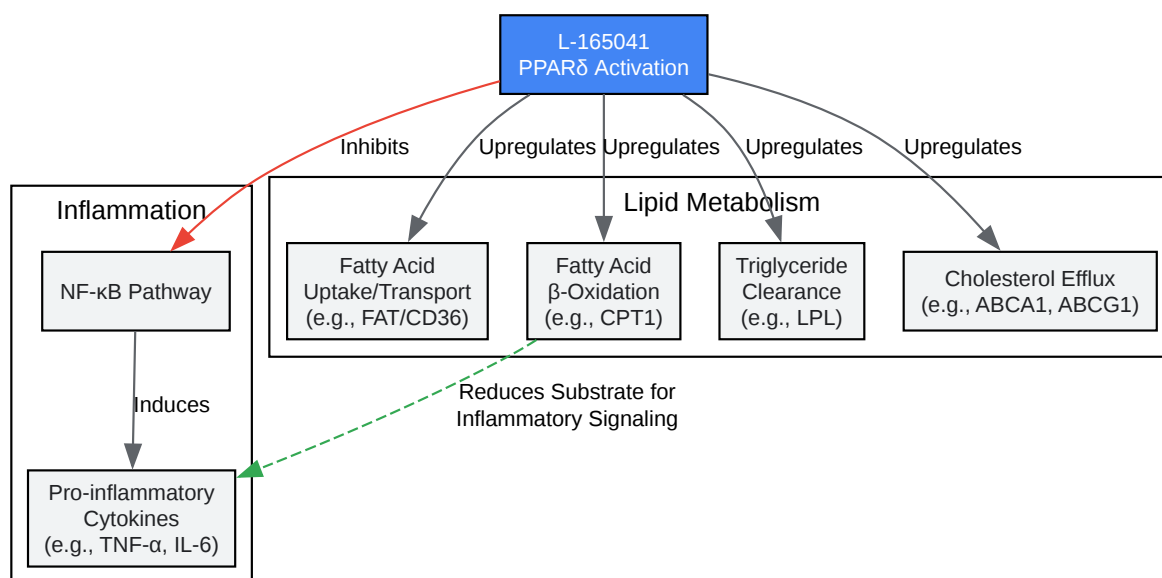 L-165041
PPARδ Activation
Inhibits
Upregulates
Upregulates
Upregulates
Upregulates
Inflammation
Lipid Metabolism
NF-κB Pathway
Fatty Acid
Uptake/Transport
(e.g., FAT/CD36)
Fatty Acid
β-Oxidation
(e.g., CPT1)
Triglyceride
Clearance
(e.g., LPL)
Cholesterol Efflux
(e.g., ABCA1, ABCG1)
Induces
Reduces Substrate for
Inflammatory Signaling
Pro-inflammatory
Cytokines
(e.g., TNF-α, IL-6)